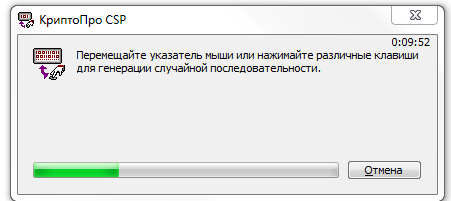 КриптоПро CSP
0:09:52
Перемещайте указатель мыши или нажимайте различные клавиши
для генерации случайной последовательности.
Отмена